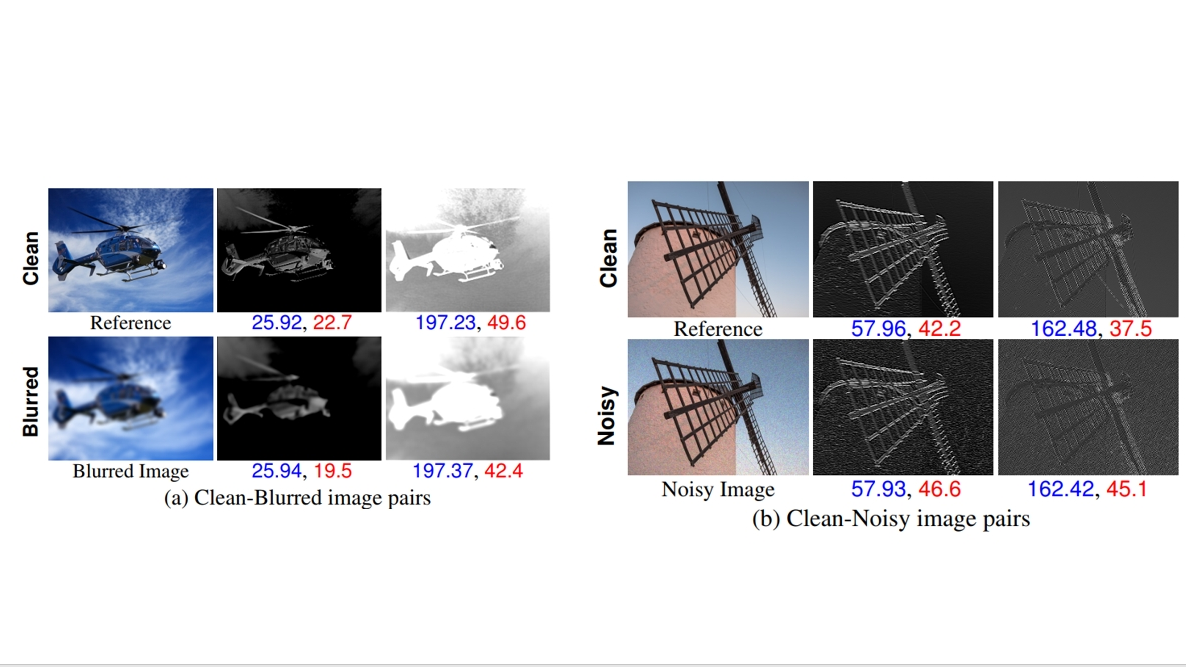 Clean
Reference
25.92, 22.7
197.23, 49.6
Blurred
Blurred Image
25.94, 19.5
197.37, 42.4
(a) Clean-Blurred image pairs
Clean
Reference
57.96, 42.2
162.48, 37.5
Noisy
Noisy Image
57.93, 46.6
162.42, 45.1
(b) Clean-Noisy image pairs